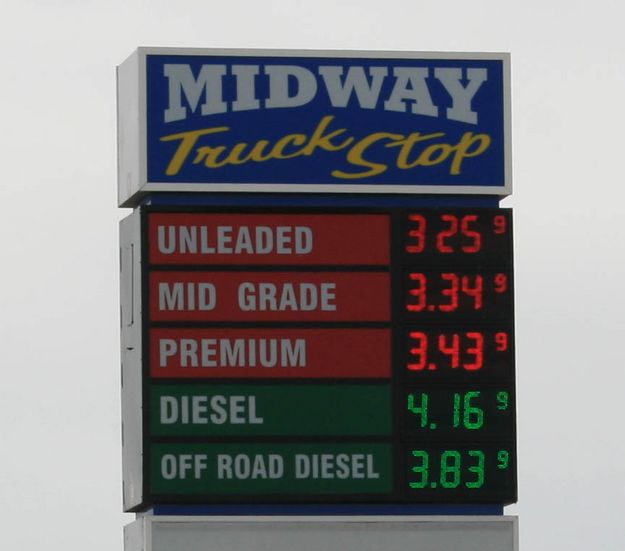 MIDWAY
Truck Stop
UNLEADED 3 25 9
MID GRADE 3.34 9
PREMIUM 3.43 9
DIESEL 4.16 9
OFF ROAD DIESEL 3.83 9